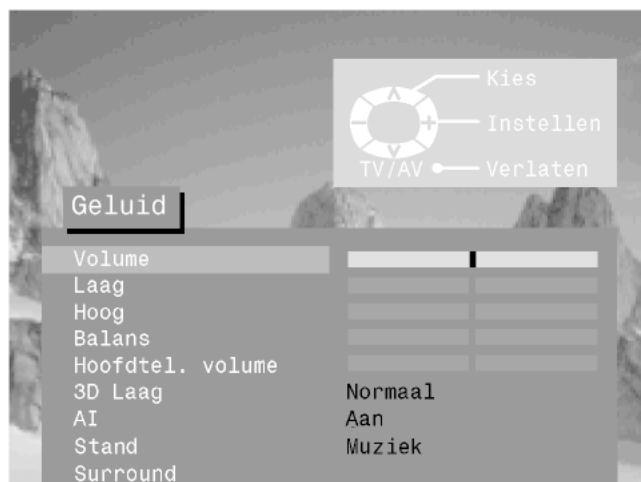 Kies
Instellen
TV/AV Verlaten
Geluid
Volume
Laag
Hoog
Balans
Hoofdtel. volume
3D Laag Normaal
AI Aan
Stand Muziek
Surround